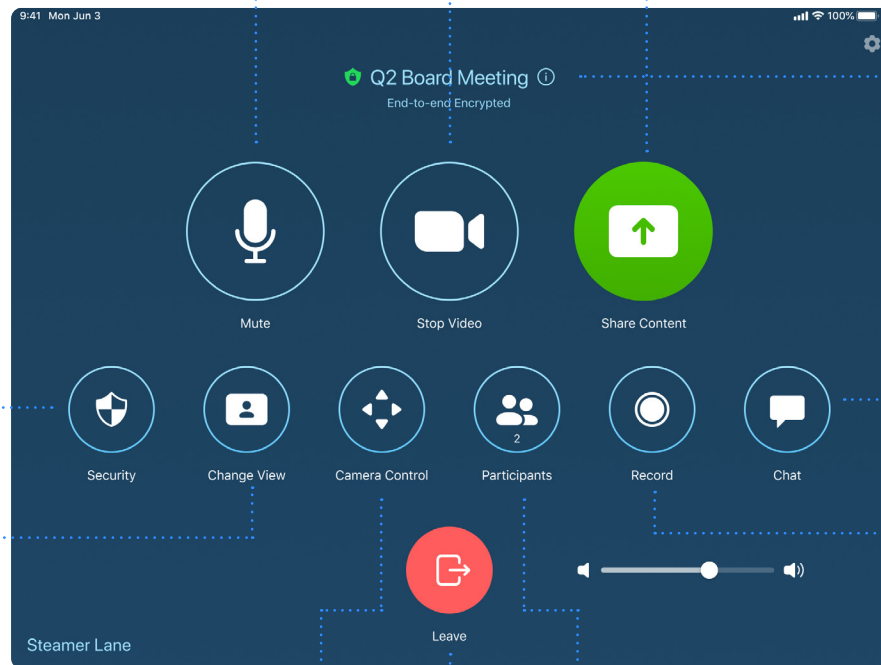 9:41 Mon Jun 3
100%
Q2 Board Meeting
End-to-end Encrypted
Mute
Stop Video
Share Content
2
Security
Change View
Camera Control
Participants
Record
Chat
Leave
Steamer Lane